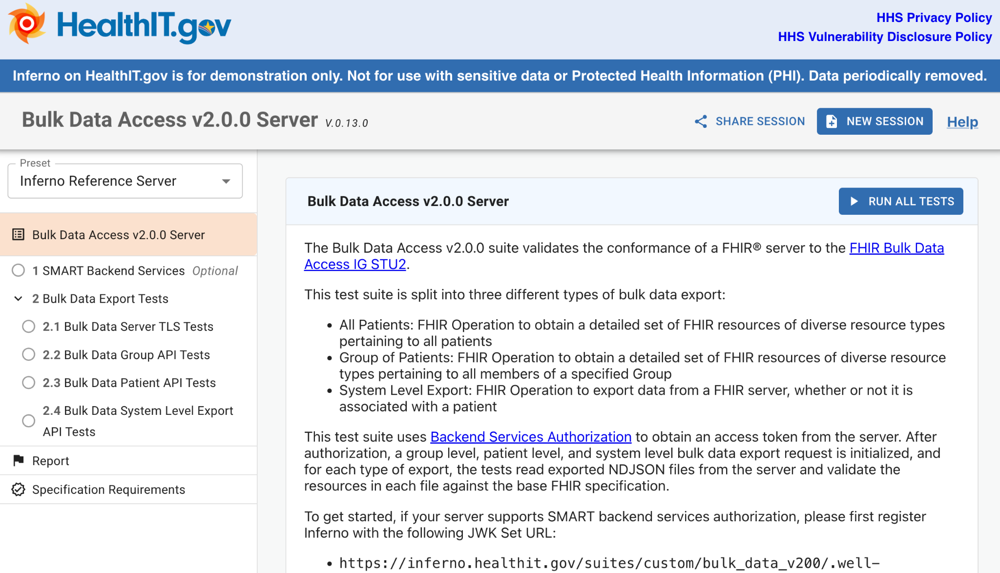 HealthIT.gov
HHS Privacy Policy
HHS Vulnerability Disclosure Policy
Inferno on HealthIT.gov is for demonstration only. Not for use with sensitive data or Protected Health Information (PHI). Data periodically removed.
Bulk Data Access v2.0.0 Server V.0.13.0
SHARE SESSION
NEW SESSION
Help
Preset
Inferno Reference Server
Bulk Data Access v2.0.0 Server
1 SMART Backend Services Optional
2 Bulk Data Export Tests
2.1 Bulk Data Server TLS Tests
2.2 Bulk Data Group API Tests
2.3 Bulk Data Patient API Tests
2.4 Bulk Data System Level Export
API Tests
Report
Specification Requirements
Bulk Data Access v2.0.0 Server
RUN ALL TESTS
The Bulk Data Access v2.0.0 suite validates the conformance of a FHIR® server to the FHIR Bulk Data
Access IG STU2.
This test suite is split into three different types of bulk data export:
• All Patients: FHIR Operation to obtain a detailed set of FHIR resources of diverse resource types
pertaining to all patients
• Group of Patients: FHIR Operation to obtain a detailed set of FHIR resources of diverse resource
types pertaining to all members of a specified Group
• System Level Export: FHIR Operation to export data from a FHIR server, whether or not it is
associated with a patient
This test suite uses Backend Services Authorization to obtain an access token from the server. After
authorization, a group level, patient level, and system level bulk data export request is initialized, and
for each type of export, the tests read exported NDJSON files from the server and validate the
resources in each file against the base FHIR specification.
To get started, if your server supports SMART backend services authorization, please first register
Inferno with the following JWK Set URL:
• https://inferno.healthit.gov/suites/custom/bulk_data_v200/.well-